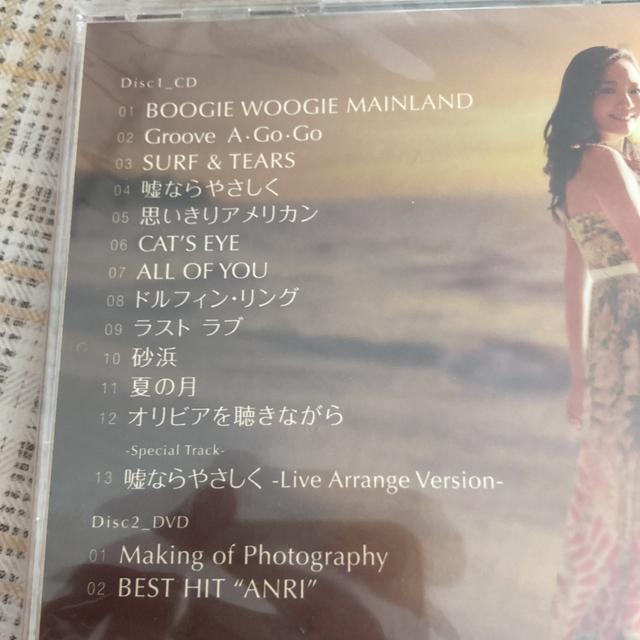 Disc1_CD
01 BOOGIE WOOGIE MAINLAND
02 Groove A·Go·Go
03 SURF & TEARS
04 嘘ならやさしく
05 思いきりアメリカン
06 CAT'S EYE
07 ALL OF YOU
08 ドルフィン・リング
09 ラスト ラブ
10 砂浜
11 夏の月
12 オリビアを聴きながら
-Special Track-
13 嘘ならやさしく -Live Arrange Version-
Disc2_DVD
01 Making of Photography
02 BEST HIT “ANRI”